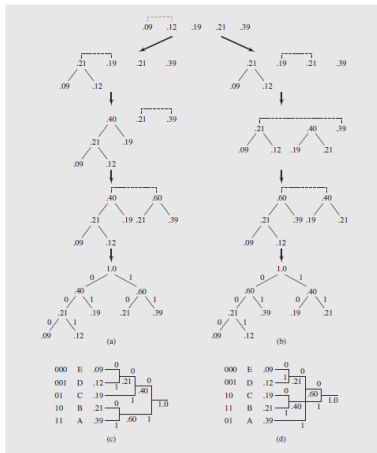 .09 .12 .19 .21 .39
.21 .19 .21 .39 .21 .19 .21 .39
.09 .12 .09 .12
.40 .21 .39 .21 .40 .39
.21 .19 .09 .12 .19 .21
.09 .12
.40 .60 .60 .40
.21 .19 .21 .39 .21 .39 .19 .21
.09 .12 .09 .12
1.0 1.0
0 1 0 1
.40 .60 .60 .40
0 1 0 1 0 1 0 1
.21 .19 .21 .39 .21 .39 .19 .21
0 1 0 1
.09 .12 .09 .12
(a) (b)
000 E .09 0 0 000 E .09 0 0
001 D .12 1 .21 0 001 D .12 1 .21 0
01 C .19 1 .40 10 C .19 0 .60 1.0
10 B .21 0 1.0 11 B .21 1 .40 1
11 A .39 1 .60 1 01 A .39 1
(c) (d)